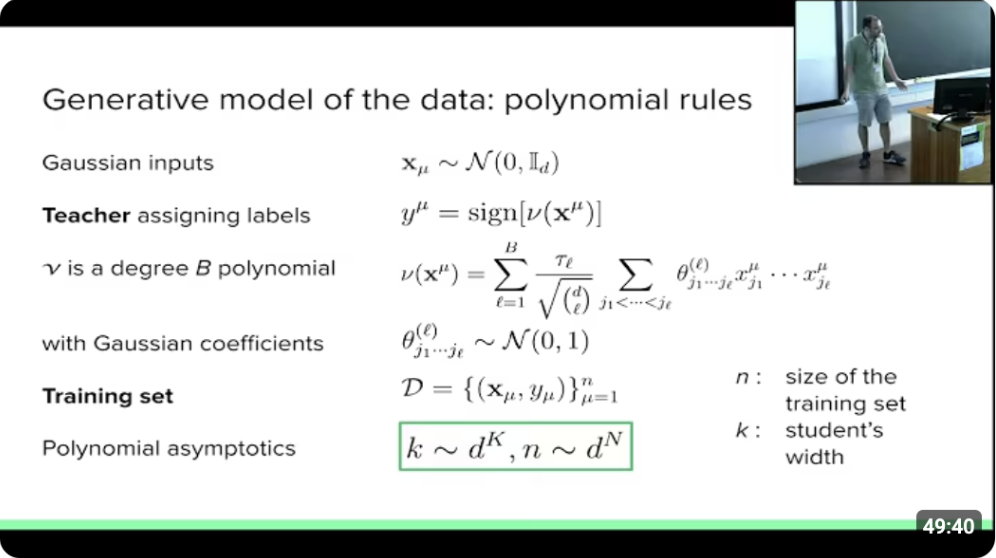 Generative model of the data: polynomial rules
Gaussian inputs $\mathbf{x}_\mu \sim \mathcal{N}(0, \mathbb{I}_d)$
Teacher assigning labels $y^\mu = \text{sign}[\nu(\mathbf{x}^\mu)]$
$\nu$ is a degree $B$ polynomial $\nu(\mathbf{x}^\mu) = \sum_{\ell=1}^{B} \frac{\tau_\ell}{\sqrt{\binom{d}{\ell}}} \sum_{j_1<\cdots<j_\ell} \theta^{(\ell)}_{j_1\cdots j_\ell} x^\mu_{j_1} \cdots x^\mu_{j_\ell}$
with Gaussian coefficients $\theta^{(\ell)}_{j_1\cdots j_\ell} \sim \mathcal{N}(0, 1)$
Training set $\mathcal{D} = \{(\mathbf{x}_\mu, y_\mu)\}_{\mu=1}^{n}$
Polynomial asymptotics $k \sim d^K, n \sim d^N$
$n$ : size of the
training set
$k$ : student's
width
49:40